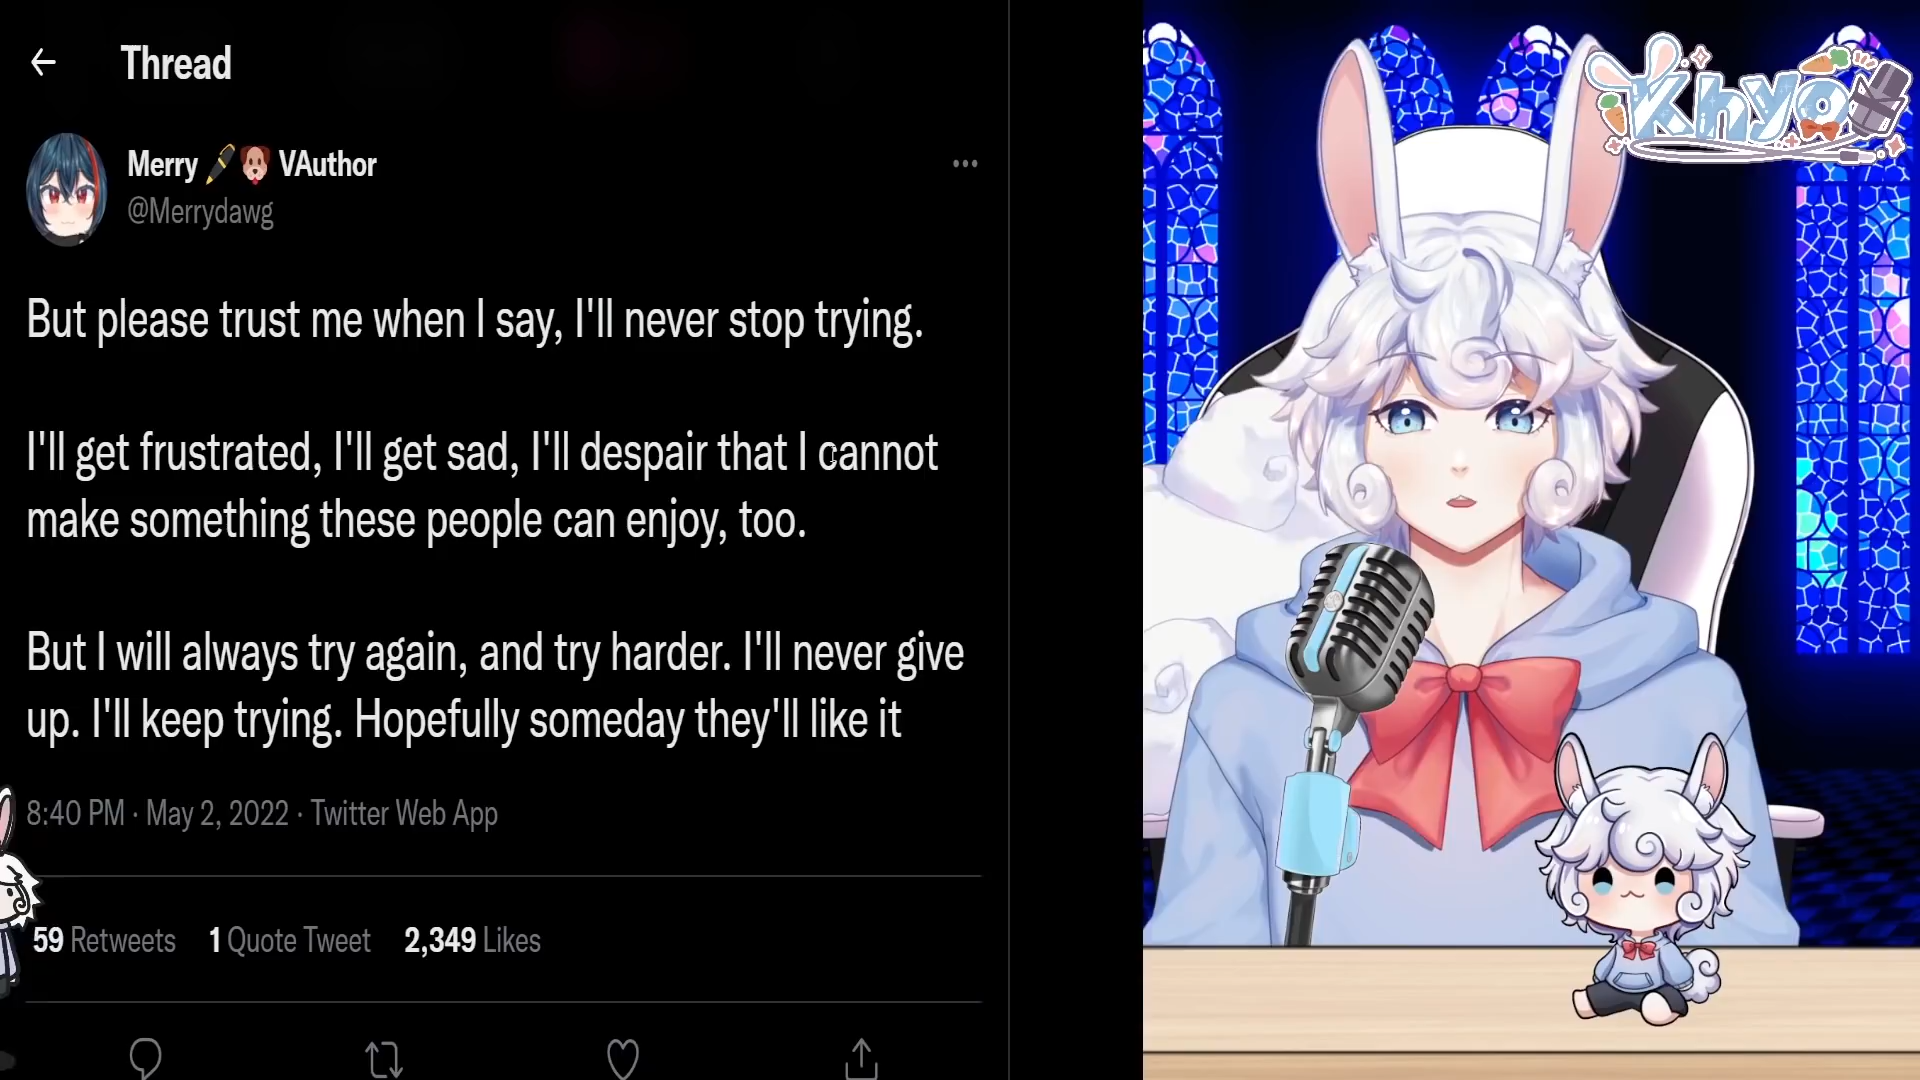 Thread
Merry 🖋️🐶 VAuthor
@Merrydawg
But please trust me when I say, I'll never stop trying.
I'll get frustrated, I'll get sad, I'll despair that I cannot
make something these people can enjoy, too.
But I will always try again, and try harder. I'll never give
up. I'll keep trying. Hopefully someday they'll like it
8:40 PM · May 2, 2022 · Twitter Web App
59 Retweets 1 Quote Tweet 2,349 Likes
Khyo